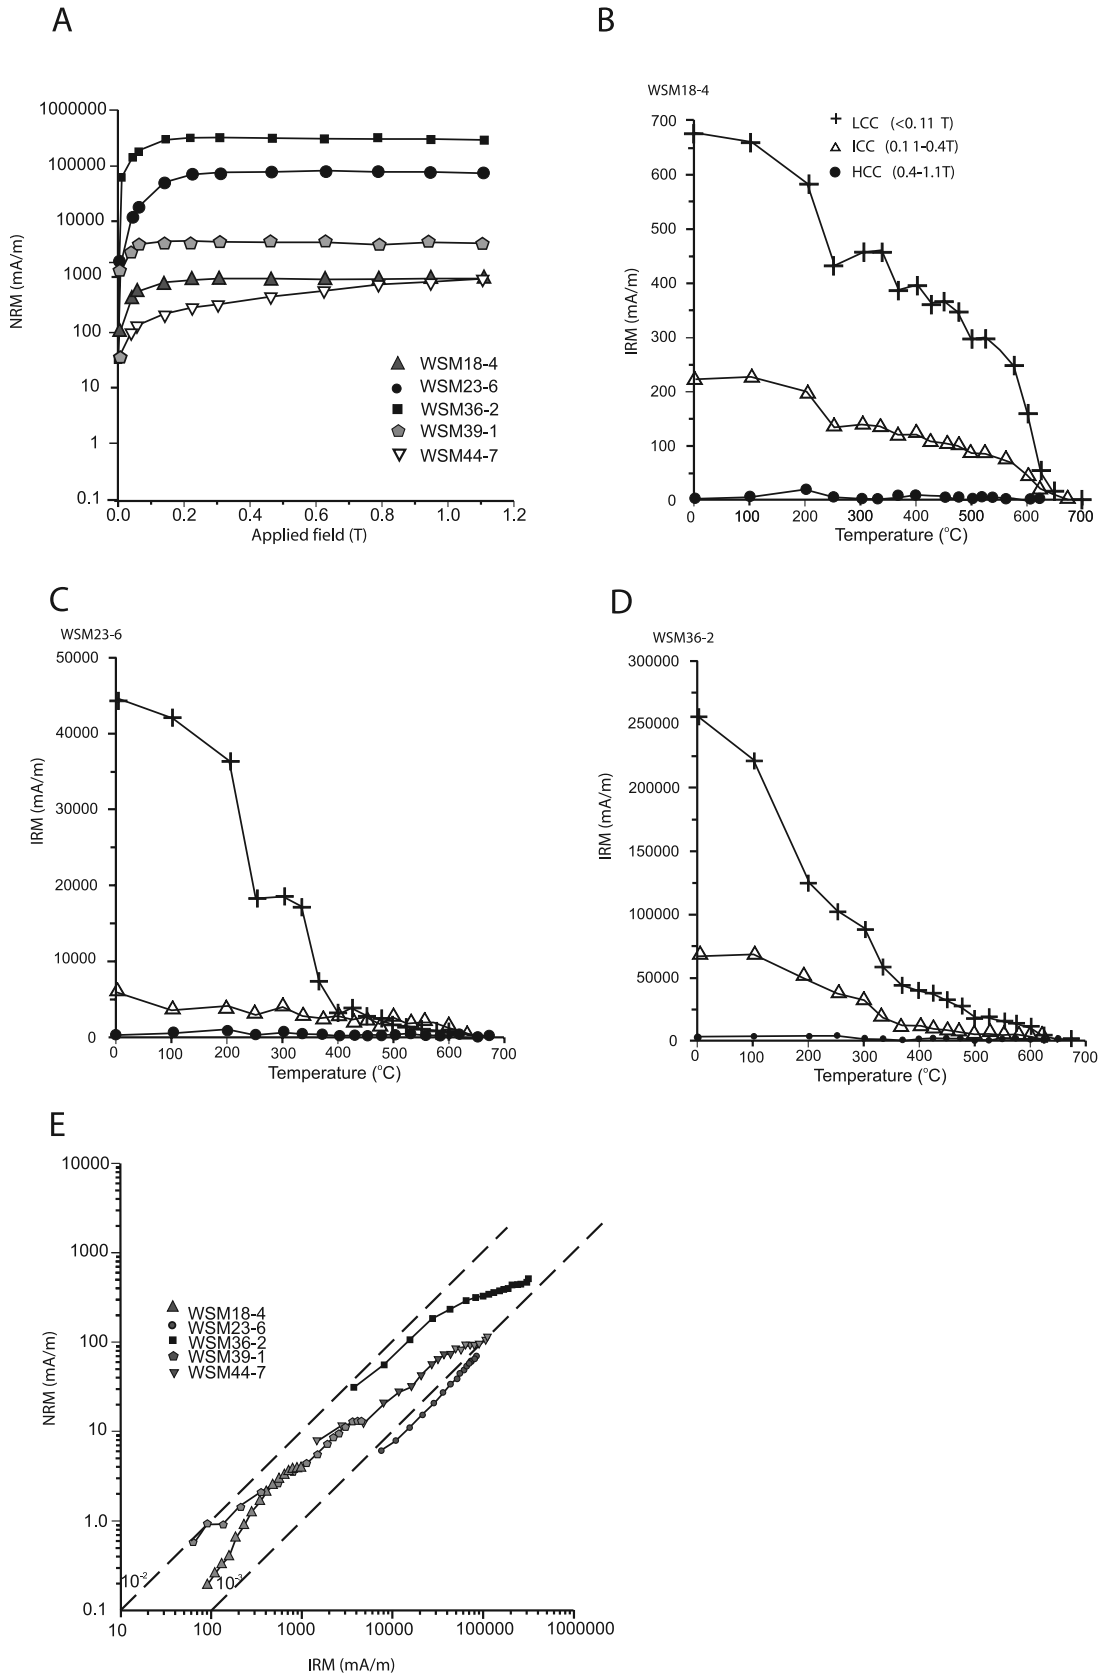 A
B
WSM18-4
1000000
100000
10000
1000
100
10
1
0.1
NRM (mA/m)
0.0 0.2 0.4 0.6 0.8 1.0 1.2
Applied field (T)
WSM18-4
WSM23-6
WSM36-2
WSM39-1
WSM44-7
700
600
500
400
300
200
100
0
IRM (mA/m)
LCC (<0.11 T)
ICC (0.11-0.4T)
HCC (0.4-1.1T)
0 100 200 300 400 500 600 700
Temperature (°C)
C
WSM23-6
50000
40000
30000
20000
10000
0
IRM (mA/m)
0 100 200 300 400 500 600 700
Temperature (°C)
D
WSM36-2
300000
250000
200000
150000
100000
50000
0
IRM (mA/m)
0 100 200 300 400 500 600 700
Temperature (°C)
E
10000
1000
100
10
1.0
0.1
NRM (mA/m)
WSM18-4
WSM23-6
WSM36-2
WSM39-1
WSM44-7
10⁻² 10⁻³
10 100 1000 10000 100000 1000000
IRM (mA/m)